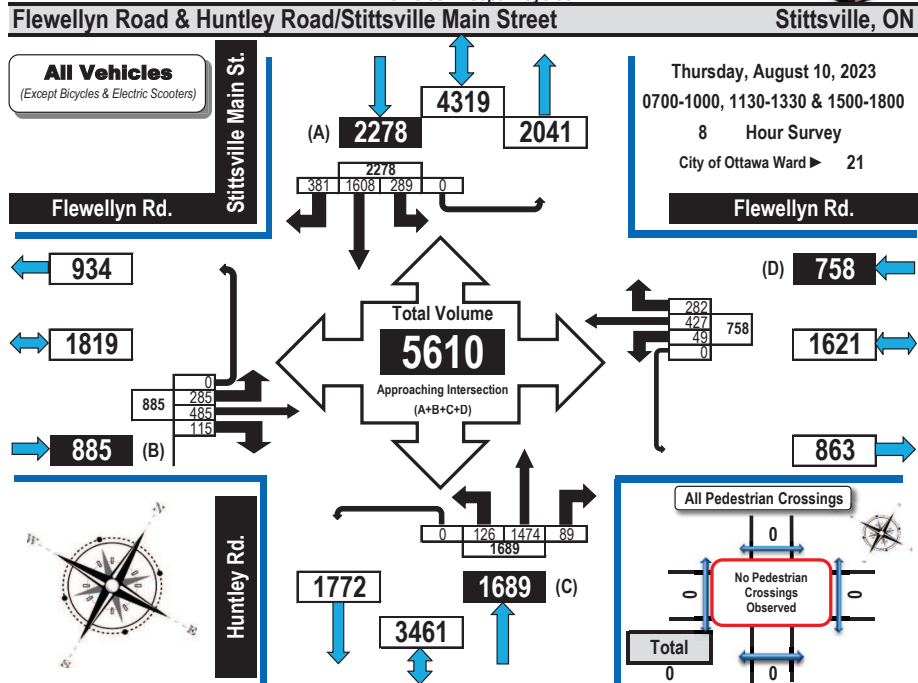 Flewellyn Road & Huntley Road/Stittsville Main Street Stittsville, ON
All Vehicles
(Except Bicycles & Electric Scooters)
Stittsville Main St.
Flewellyn Rd.
4319
(A) 2278
2041
2278
381 1608 289 0
Thursday, August 10, 2023
0700-1000, 1130-1330 & 1500-1800
8 Hour Survey
City of Ottawa Ward ► 21
Flewellyn Rd.
934
1819
885
0
285
485
115
885 (B)
Total Volume
5610
Approaching Intersection
(A+B+C+D)
(D) 758
282
427
49
0
758
1621
863
N
W
E
S
Huntley Rd.
0 126 1474 89
1689
1772
1689 (C)
3461
All Pedestrian Crossings
0
0
No Pedestrian
Crossings
Observed
0
Total
0
0